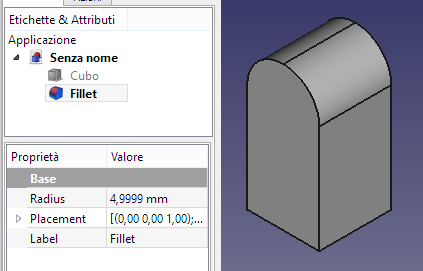 Etichette & Attributi
Applicazione
Senza nome
Cubo
Fillet
Proprietà Valore
Base
Radius 4,9999 mm
Placement [(0,00 0,00 1,00);...
Label Fillet